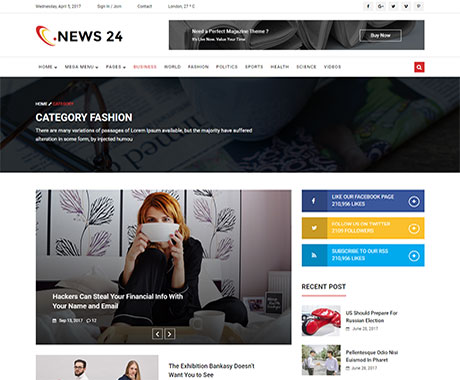 Wednesday, April 5, 2017 Sign In / Join Contact London, 27 º C
.NEWS 24
Need a Perfect Magazine Theme ?
It's Live Now. Value Your Time
Buy Now
HOME MEGA MENU PAGES BUSINESS WORLD FASHION POLITICS SPORTS HEALTH SCIENCE VIDEOS
HOME CATEGORY
CATEGORY FASHION
There are many variations of passages of Lorem Ipsum available, but the majority have suffered
alteration in some form, by injected humou
Hackers Can Steal Your Financial Info With
Your Name and Email
Sep 13, 2017 12
The Exhibition Bankasy Doesn't
Want You to See
LIKE OUR FACEBOOK PAGE
210,956 LIKES
FOLLOW US ON TWITTER
2109 FOLLOWERS
SUBSCRIBE TO OUR RSS
210,956 LIKES
RECENT POST
US Should Prepare For
Russian Election
June 28, 2017
Pellentesque Odio Nisi
Euismod In Pharet
June 28, 2017